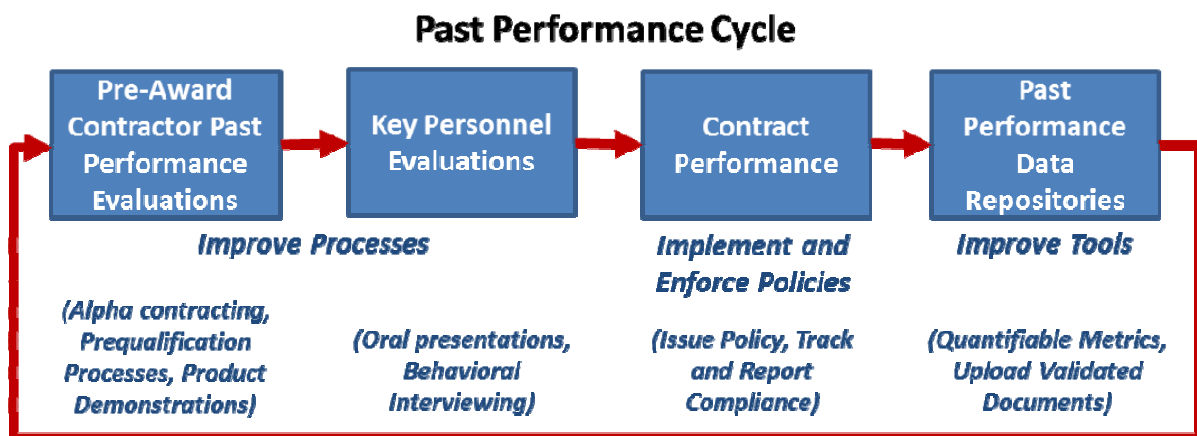 Past Performance Cycle
Pre-Award
Contractor Past
Performance
Evaluations
Key Personnel
Evaluations
Contract
Performance
Past
Performance
Data
Repositories
Improve Processes
Implement and
Enforce Policies
Improve Tools
(Alpha contracting,
Prequalification
Processes, Product
Demonstrations)
(Oral presentations,
Behavioral
Interviewing)
(Issue Policy, Track
and Report
Compliance)
(Quantifiable Metrics,
Upload Validated
Documents)